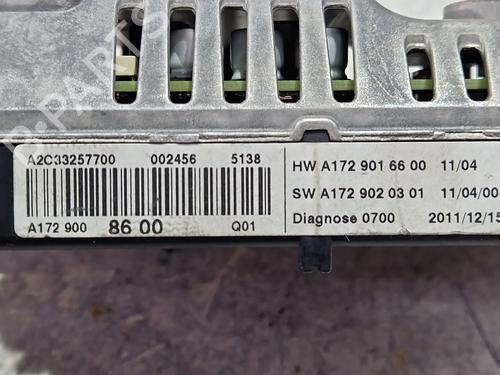 A2C33257700 002456 5138
A172 900 86 00 Q01
HW A172 901 66 00 11/04
SW A172 902 03 01 11/04/00
Diagnose 0700 2011/12/15
B-PARTS